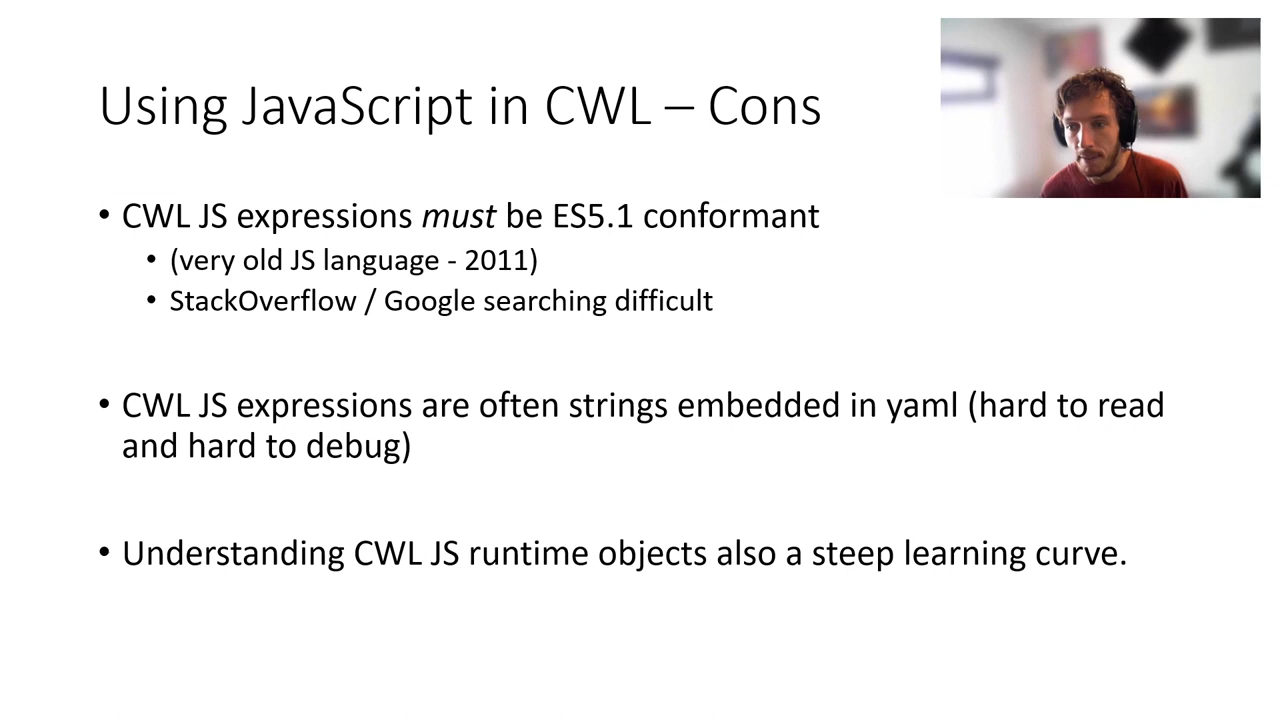 Using JavaScript in CWL – Cons
• CWL JS expressions must be ES5.1 conformant
• (very old JS language - 2011)
• StackOverflow / Google searching difficult
• CWL JS expressions are often strings embedded in yaml (hard to read
and hard to debug)
• Understanding CWL JS runtime objects also a steep learning curve.